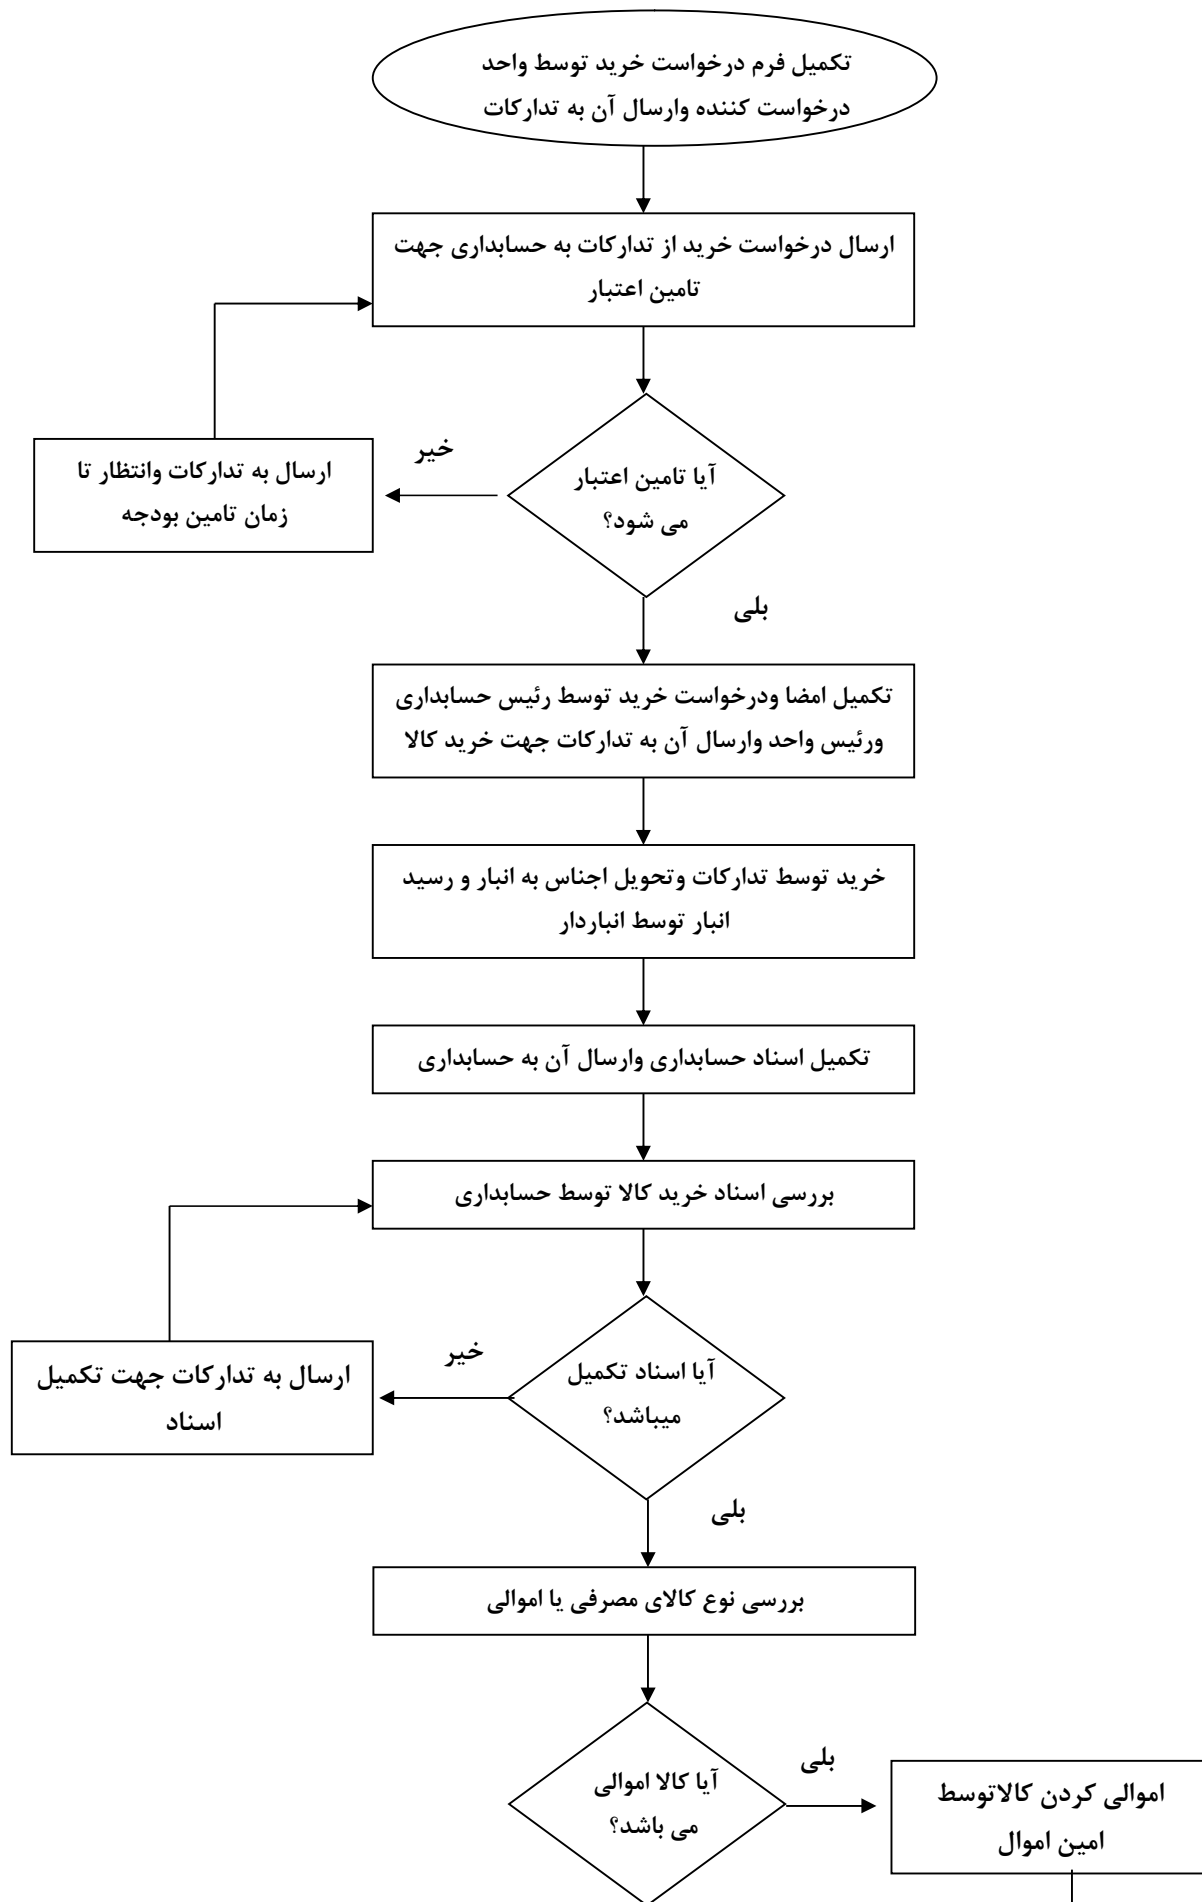 تکمیل فرم درخواست خرید توسط واحد
درخواست کننده وارسال آن به تدارکات
ارسال درخواست خرید از تدارکات به حسابداری جهت
تامین اعتبار
خیر
آیا تامین اعتبار
می شود؟
ارسال به تدارکات وانتظار تا
زمان تامین بودجه
بلی
تکمیل امضا ودرخواست خرید توسط رئیس حسابداری
ورئیس واحد وارسال آن به تدارکات جهت خرید کالا
خرید توسط تدارکات وتحویل اجناس به انبار و رسید
انبار توسط انباردار
تکمیل اسناد حسابداری وارسال آن به حسابداری
بررسی اسناد خرید کالا توسط حسابداری
خیر
آیا اسناد تکمیل
میباشد؟
ارسال به تدارکات جهت تکمیل
اسناد
بلی
بررسی نوع کالای مصرفی یا اموالی
آیا کالا اموالی
می باشد؟
بلی
اموالی کردن کالاتوسط
امین اموال